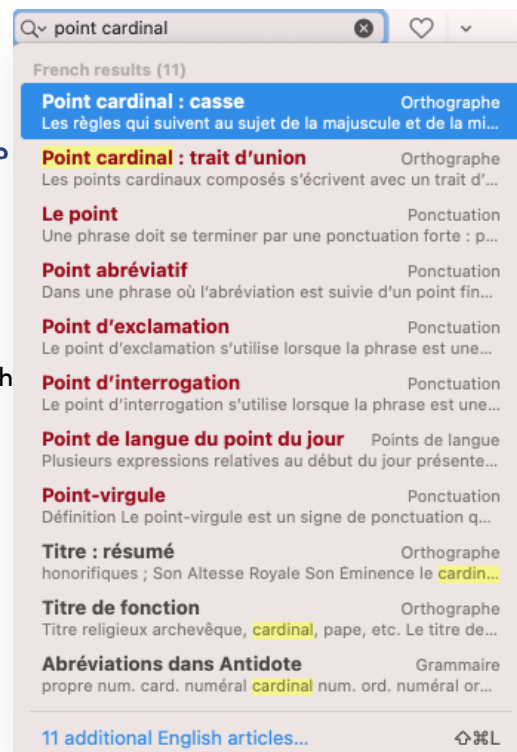 point cardinal
French results (11)
Point cardinal : casse Orthographe
Les règles qui suivent au sujet de la majuscule et de la mi...
Point cardinal : trait d’union Orthographe
Les points cardinaux composés s’écrivent avec un trait d’...
Le point Ponctuation
Une phrase doit se terminer par une ponctuation forte : p...
Point abréviatif Ponctuation
Dans une phrase où l’abréviation est suivie d’un point fin...
Point d’exclamation Ponctuation
Le point d’exclamation s’utilise lorsque la phrase est une...
Point d’interrogation Ponctuation
Le point d'interrogation s’utilise lorsque la phrase est une...
Point de langue du point du jour Points de langue
Plusieurs expressions relatives au début du jour présente...
Point-virgule Ponctuation
Définition Le point-virgule est un signe de ponctuation q...
Titre : résumé Orthographe
honorifiques ; Son Altesse Royale Son Éminence le cardin...
Titre de fonction Orthographe
Titre religieux archevêque, cardinal, pape, etc. Le titre de...
Abréviations dans Antidote Grammaire
propre num. card. numéral cardinal num. ord. numéral or...
11 additional English articles... ⇧⌘L